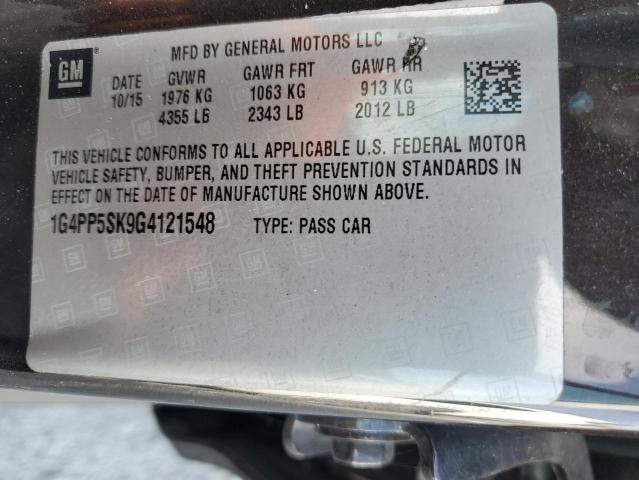 GM
MFD BY GENERAL MOTORS LLC
DATE GVWR GAWR FRT GAWR RR
10/15 1976 KG 1063 KG 913 KG
4355 LB 2343 LB 2012 LB
THIS VEHICLE CONFORMS TO ALL APPLICABLE U.S. FEDERAL MOTOR
VEHICLE SAFETY, BUMPER, AND THEFT PREVENTION STANDARDS IN
EFFECT ON THE DATE OF MANUFACTURE SHOWN ABOVE.
1G4PP5SK9G4121548 TYPE: PASS CAR